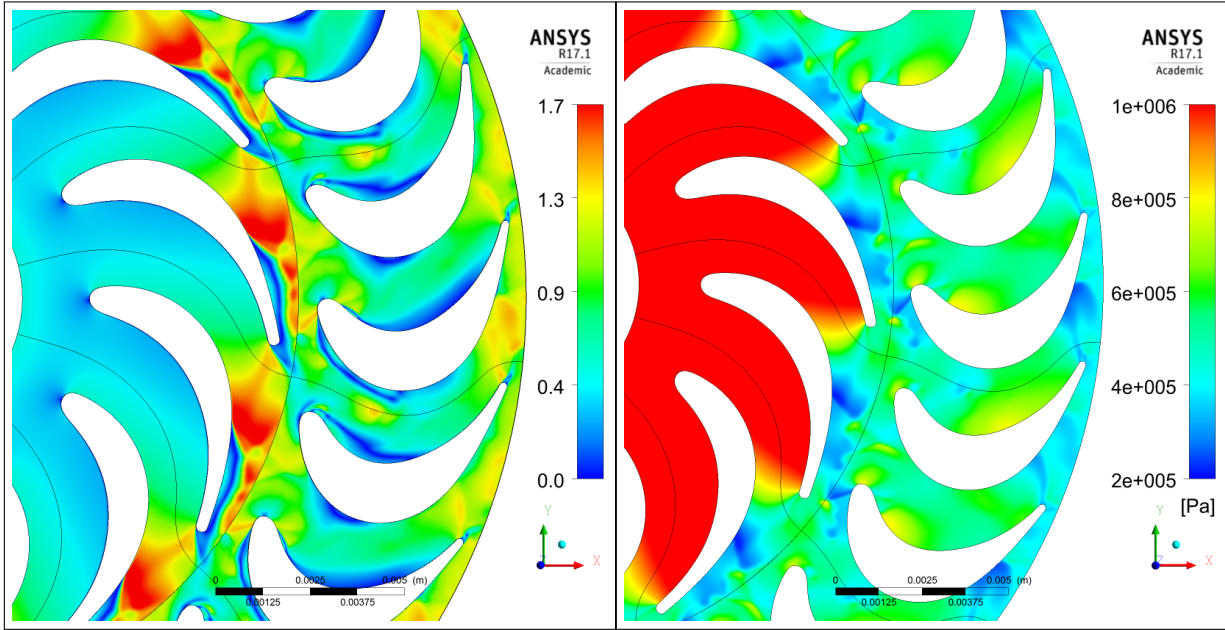 ANSYS
R17.1
Academic
1.7
1.3
0.9
0.4
0.0
Y
Z
X
0 0.0025 0.005 (m)
0.00125 0.00375
ANSYS
R17.1
Academic
1e+006
8e+005
6e+005
4e+005
2e+005
[Pa]
Y
Z
X
0 0.0025 0.005 (m)
0.00125 0.00375